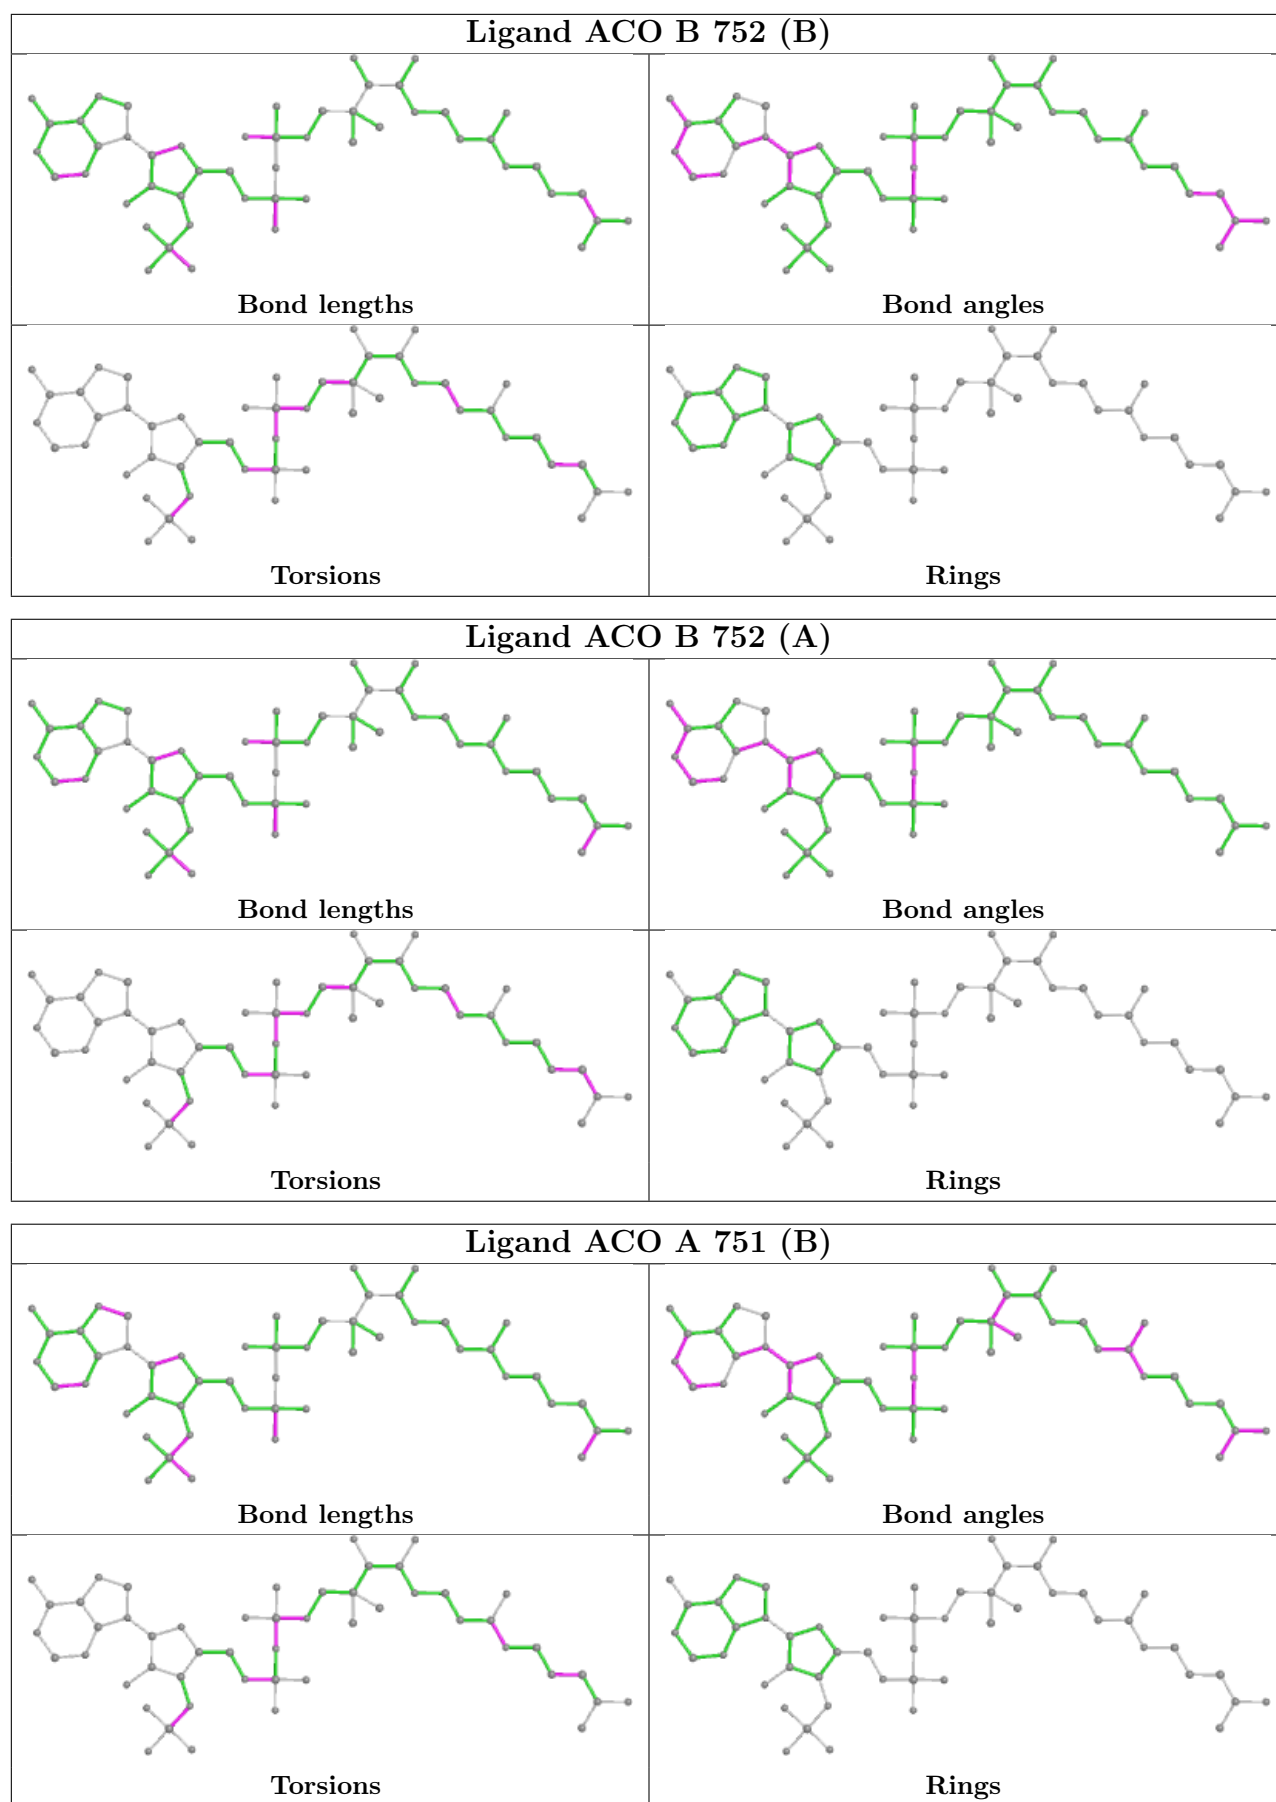 Ligand ACO B 752 (B)
Bond lengths
Bond angles
Torsions
Rings
Ligand ACO B 752 (A)
Bond lengths
Bond angles
Torsions
Rings
Ligand ACO A 751 (B)
Bond lengths
Bond angles
Torsions
Rings